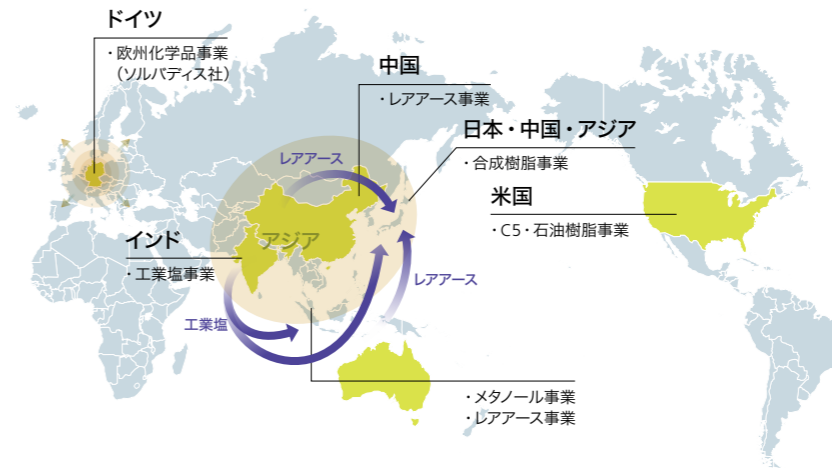 ドイツ
・欧州化学品事業
（ソルバディス社）
中国
・レアアース事業
日本・中国・アジア
・合成樹脂事業
米国
・C5・石油樹脂事業
レアアース
アジア
インド
・工業塩事業
レアアース
工業塩
・メタノール事業
・レアアース事業